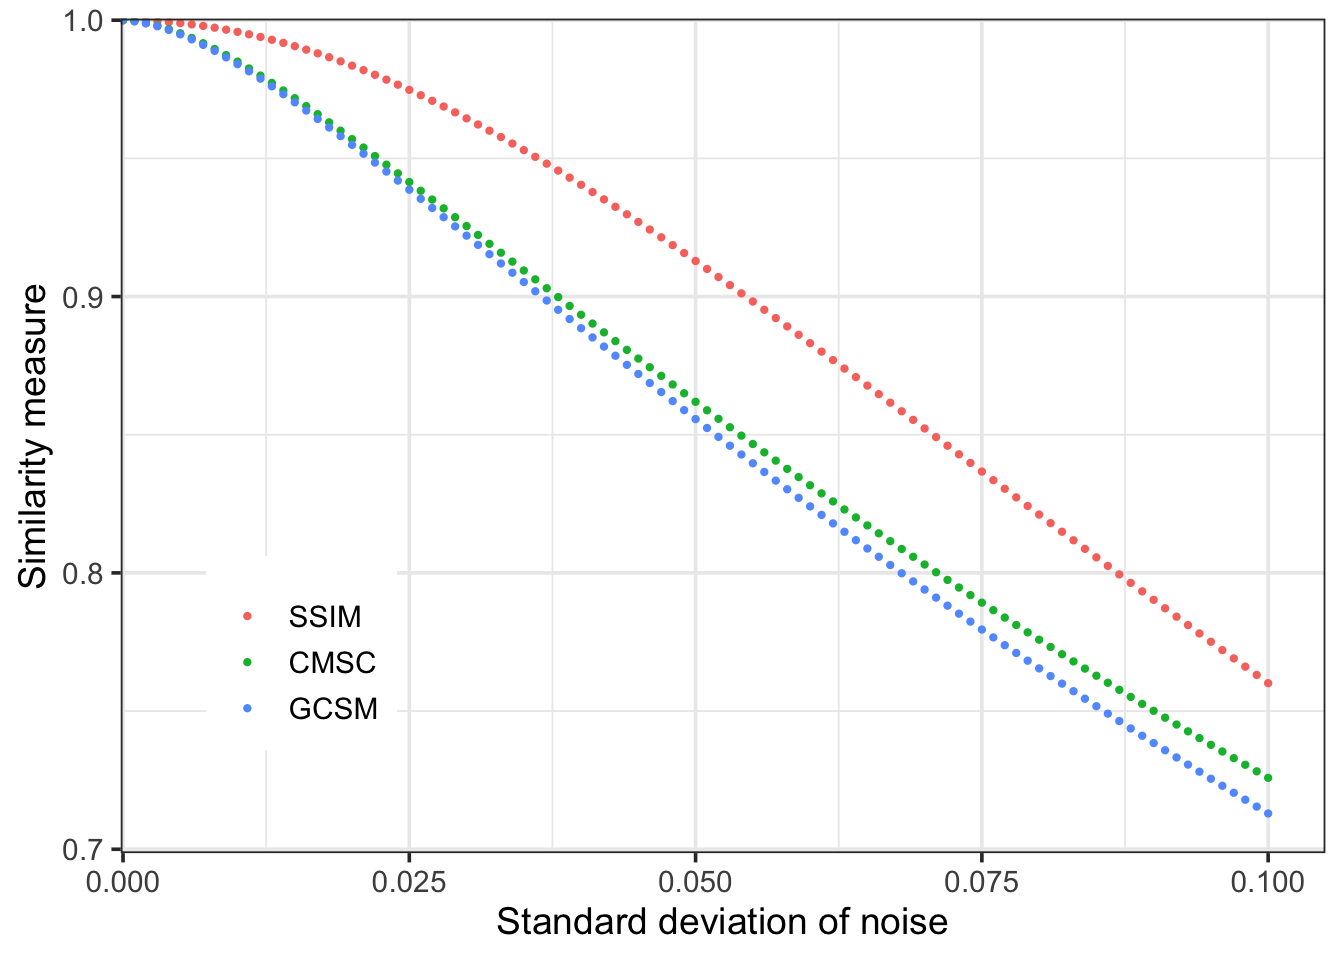 1.0
0.9
0.8
0.7
Similarity measure
SSIM
CMSC
GCSM
0.000 0.025 0.050 0.075 0.100
Standard deviation of noise